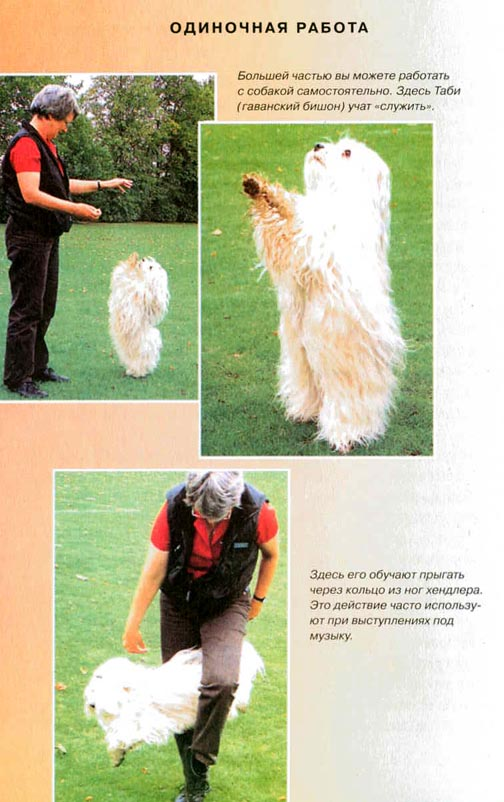 ОДИНОЧНАЯ РАБОТА
Большей частью вы можете работать
с собакой самостоятельно. Здесь Таби
(гаванский бишон) учат «служить».
Здесь его обучают прыгать
через кольцо из ног хендлера.
Это действие часто использу-
ют при выступлениях под
музыку.